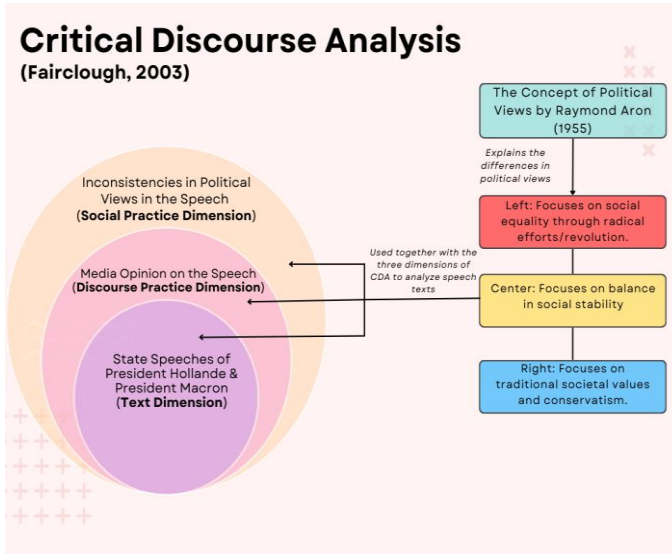 Critical Discourse Analysis
(Fairclough, 2003)
The Concept of Political
Views by Raymond Aron
(1955)
Explains the
differences in
political views
Inconsistencies in Political
Views in the Speech
(Social Practice Dimension)
Left: Focuses on social
equality through radical
efforts/revolution.
Used together with the
three dimensions of
CDA to analyze speech
texts
Media Opinion on the Speech
(Discourse Practice Dimension)
Center: Focuses on balance
in social stability
State Speeches of
President Hollande &
President Macron
(Text Dimension)
Right: Focuses on
traditional societal values
and conservatism.